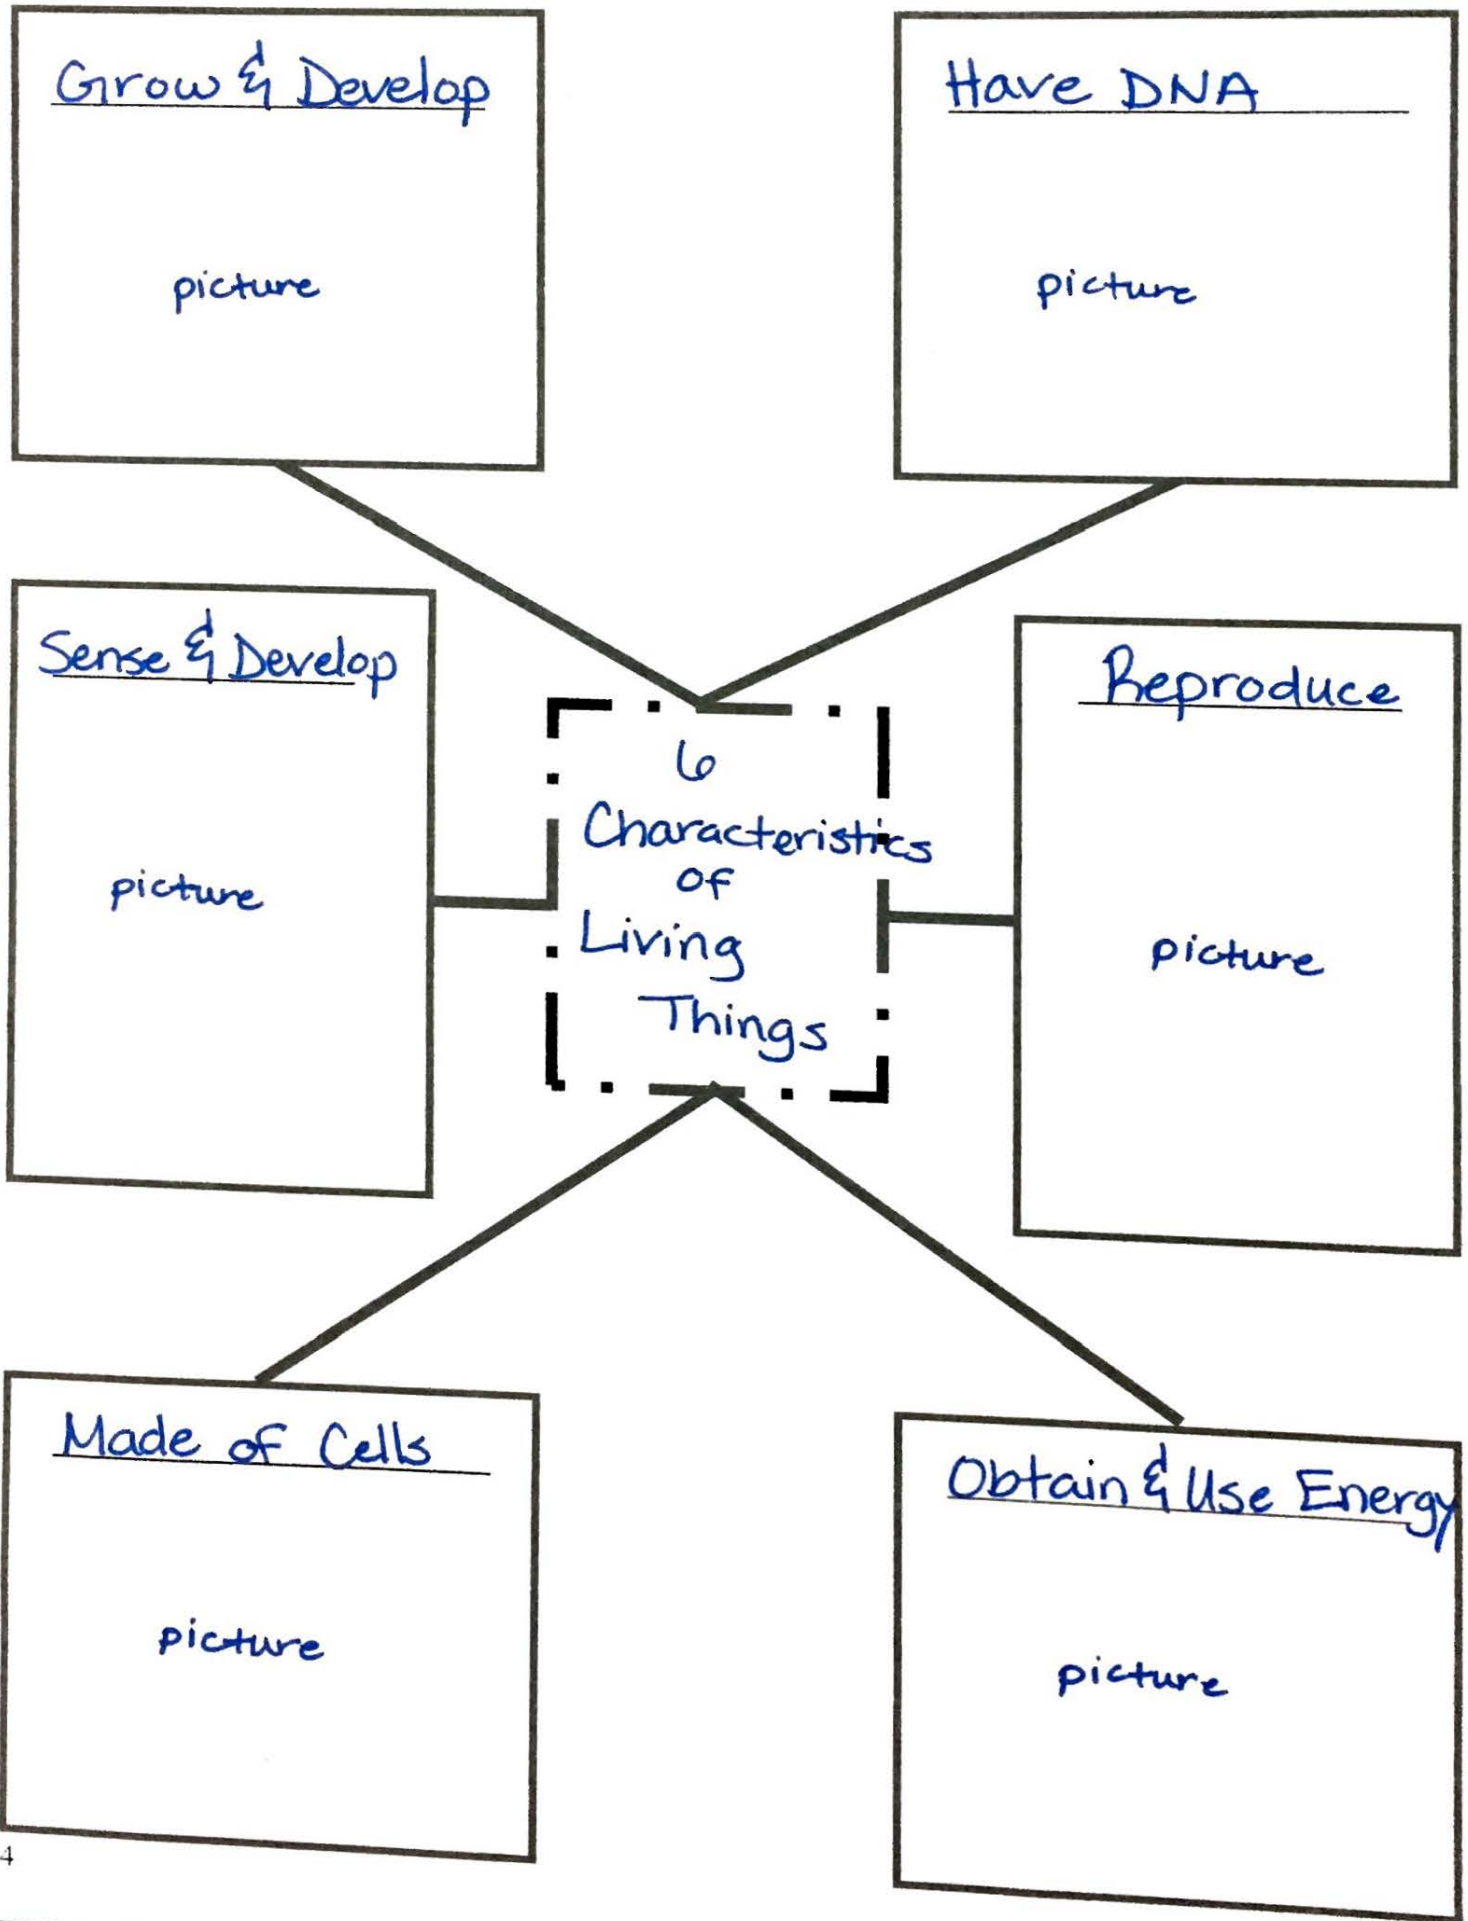 Grow & Develop
picture
Have DNA
picture
Sense & Develop
picture
6
Characteristics
of
Living
Things
Reproduce
picture
Made of Cells
picture
Obtain & Use Energy
picture
4